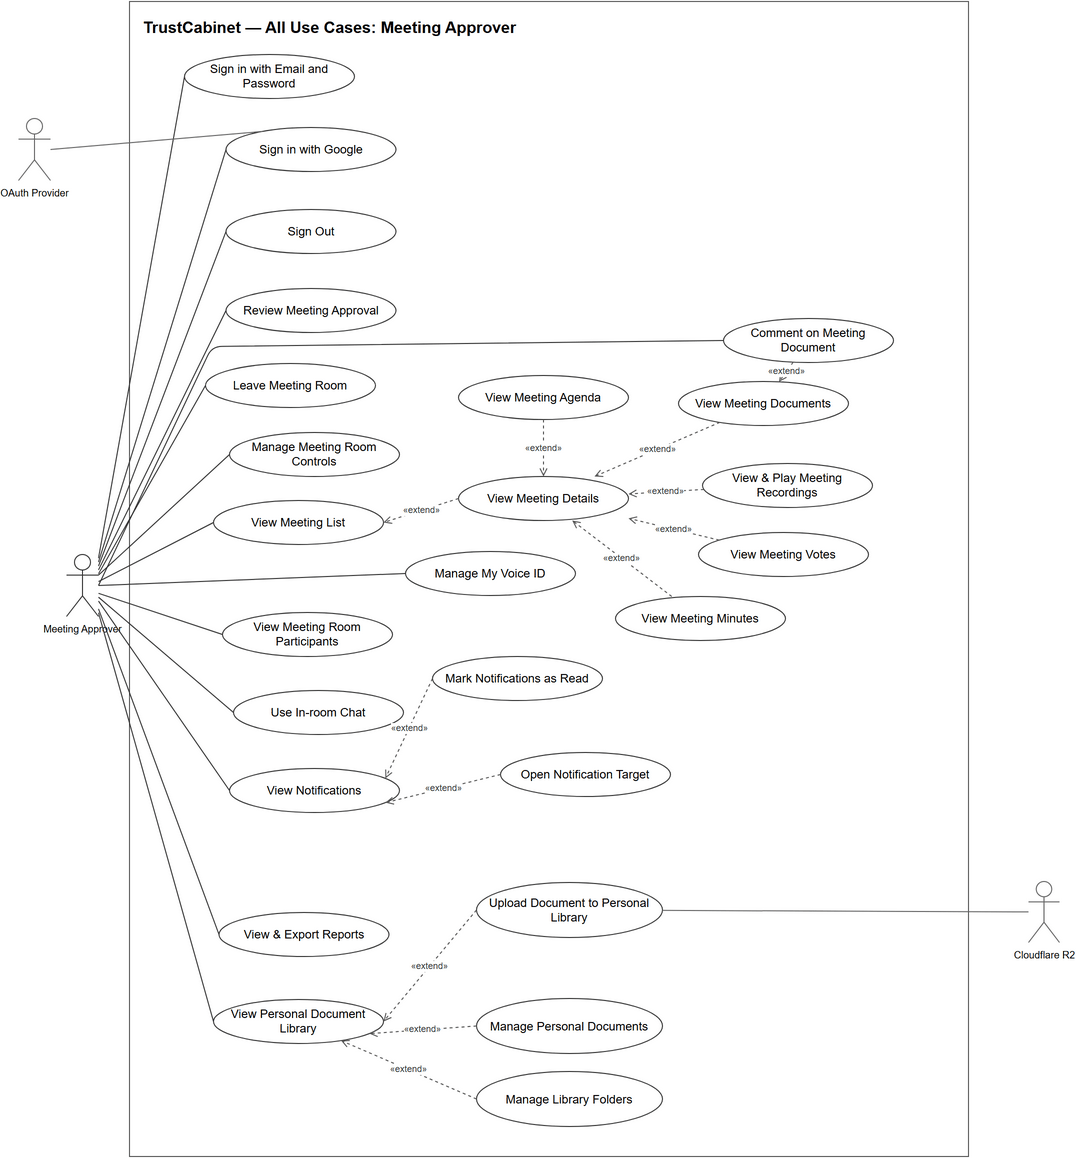 TrustCabinet — All Use Cases: Meeting Approver
Sign in with Email and
Password
OAuth Provider
Sign in with Google
Sign Out
Review Meeting Approval
Comment on Meeting
Document
«extend»
Leave Meeting Room
View Meeting Agenda
View Meeting Documents
«extend»
«extend»
Manage Meeting Room
Controls
View & Play Meeting
Recordings
«extend»
View Meeting Details
«extend»
View Meeting List
«extend»
View Meeting Votes
«extend»
Manage My Voice ID
View Meeting Minutes
Meeting Approver
View Meeting Room
Participants
Mark Notifications as Read
Use In-room Chat
«extend»
Open Notification Target
«extend»
View Notifications
Upload Document to Personal
Library
View & Export Reports
Cloudflare R2
«extend»
View Personal Document
Library
«extend»
Manage Personal Documents
«extend»
Manage Library Folders